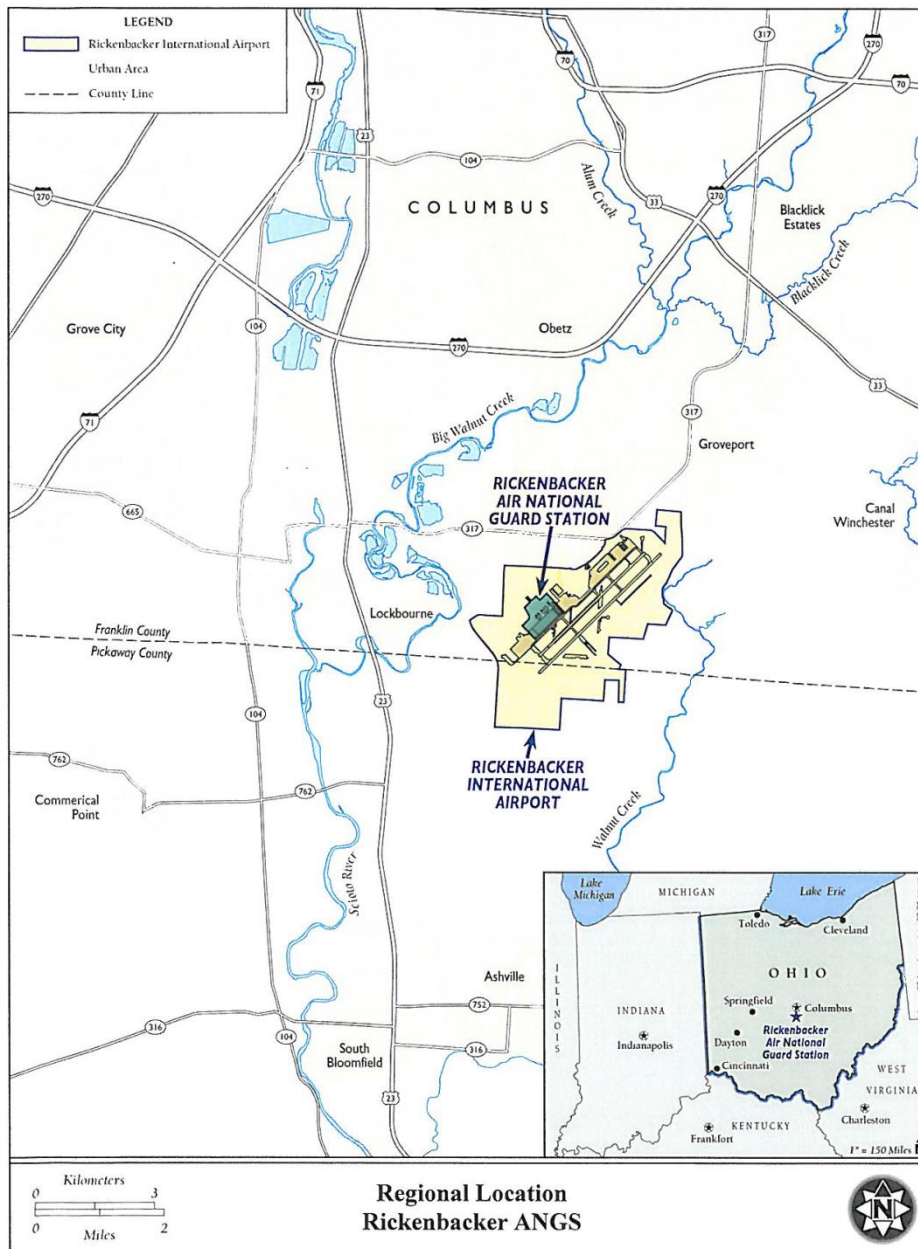 LEGEND
Rickenbacker International Airport
Urban Area
County Line
70
317
270
70
71
23
104
Alum Creek
270
270
33
COLUMBUS
Blacklick
Estates
Blacklick Creek
104
Grove City
Obetz
270
33
71
Big Walnut Creek
317
Groveport
RICKENBACKER
AIR NATIONAL
GUARD STATION
665
317
Canal
Winchester
Lockbourne
Franklin County
Pickaway County
104
23
762
RICKENBACKER
INTERNATIONAL
AIRPORT
762
Commerical
Point
Walnut Creek
Scioto River
Ashville
752
316
104
South
Bloomfield
316
23
Lake
Michigan
MICHIGAN
Lake Erie
Toledo
Cleveland
ILLINOIS
OHIO
INDIANA
Springfield
Columbus
Indianapolis
Dayton
Rickenbacker
Air National
Guard Station
Cincinnati
WEST
VIRGINIA
KENTUCKY
Charleston
Frankfort
1" = 150 Miles
Kilometers
0 3
0 2
Miles
Regional Location
Rickenbacker ANGS
N